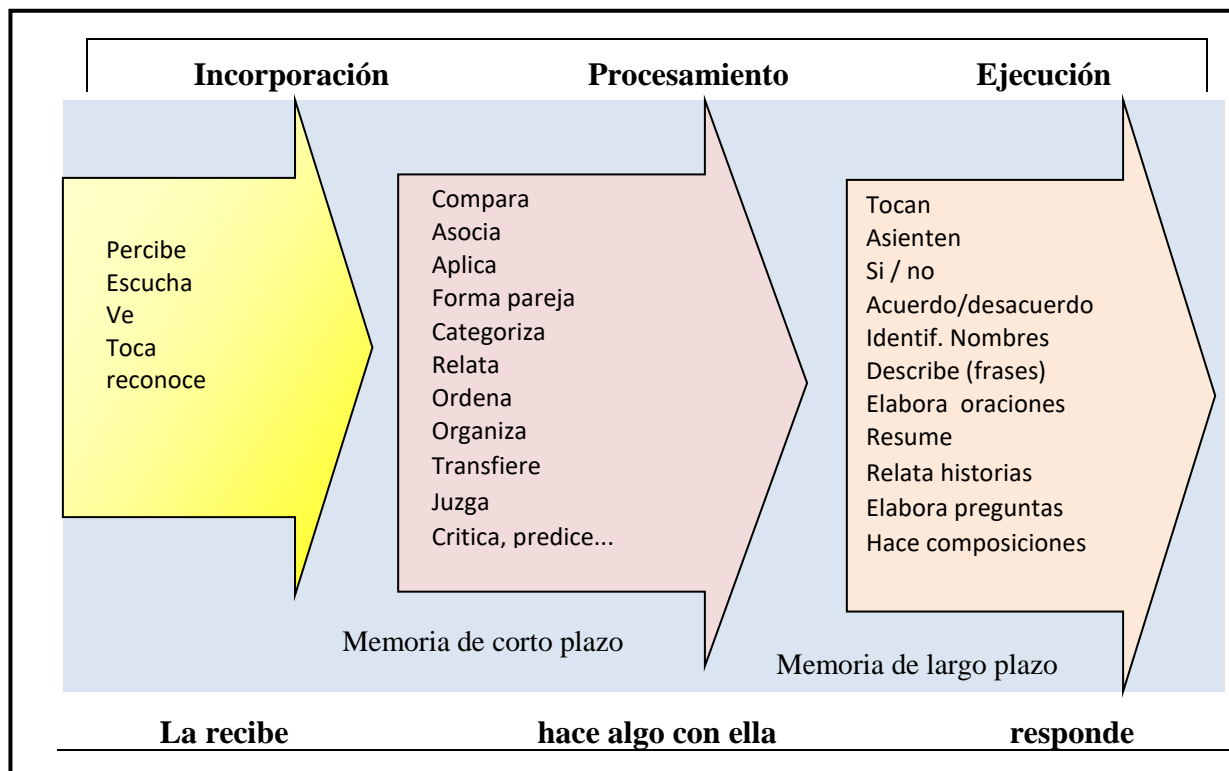 Incorporación
Procesamiento
Ejecución
Percibe
Escucha
Ve
Toca
reconoce
Compara
Asocia
Aplica
Forma pareja
Categoriza
Relata
Ordena
Organiza
Transfiere
Juzga
Critica, predice...
Tocan
Asienten
Si / no
Acuerdo/desacuerdo
Identif. Nombres
Describe (frases)
Elabora oraciones
Resume
Relata historias
Elabora preguntas
Hace composiciones
Memoria de corto plazo
Memoria de largo plazo
La recibe
hace algo con ella
responde